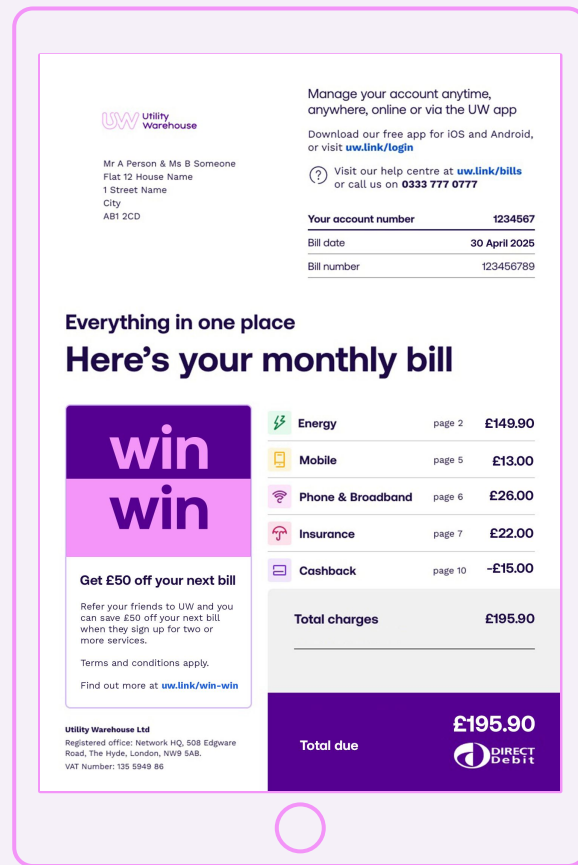 UW Utility
Warehouse
Mr A Person & Ms B Someone
Flat 12 House Name
1 Street Name
City
AB1 2CD
Manage your account anytime,
anywhere, online or via the UW app
Download our free app for iOS and Android,
or visit uw.link/login
? Visit our help centre at uw.link/bills
or call us on 0333 777 0777
Your account number 1234567
Bill date 30 April 2025
Bill number 123456789
Everything in one place
Here's your monthly bill
win
win
Get £50 off your next bill
Refer your friends to UW and you
can save £50 off your next bill
when they sign up for two or
more services.
Terms and conditions apply.
Find out more at uw.link/win-win
Energy page 2 £149.90
Mobile page 5 £13.00
Phone & Broadband page 6 £26.00
Insurance page 7 £22.00
Cashback page 10 -£15.00
Total charges £195.90
Total due £195.90
DIRECT
Debit
Utility Warehouse Ltd
Registered office: Network HQ, 508 Edgware
Road, The Hyde, London, NW9 5AB.
VAT Number: 135 5949 86